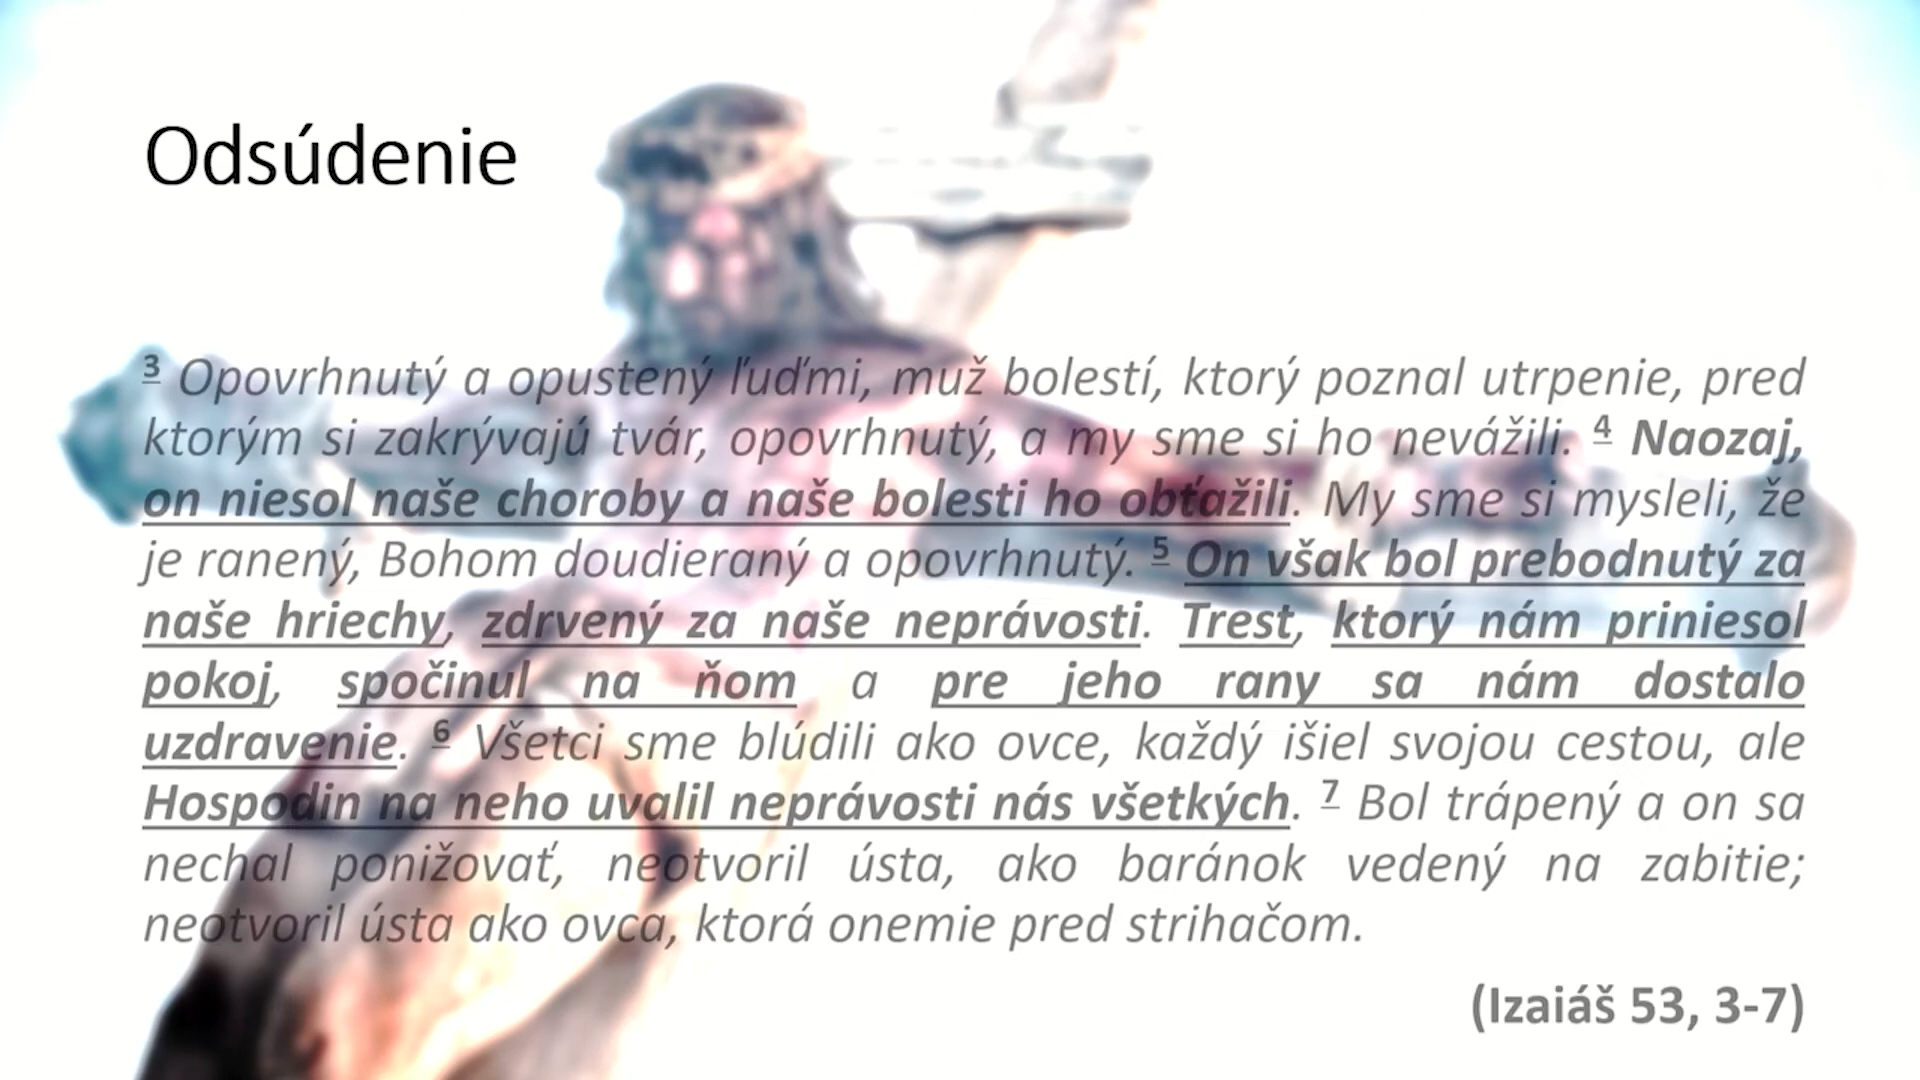 Odsúdenie
3 Opovrhnutý a opustený ľuďmi, muž bolestí, ktorý poznal utrpenie, pred
ktorým si zakrývajú tvár, opovrhnutý, a my sme si ho nevážili. 4 Naozaj,
on niesol naše choroby a naše bolesti ho obťažili. My sme si mysleli, že
je ranený, Bohom doudieraný a opovrhnutý. 5 On však bol prebodnutý za
naše hriechy, zdrvený za naše neprávosti. Trest, ktorý nám priniesol
pokoj, spočinul na ňom a pre jeho rany sa nám dostalo
uzdravenie. 6 Všetci sme blúdili ako ovce, každý išiel svojou cestou, ale
Hospodin na neho uvalil neprávosti nás všetkých. 7 Bol trápený a on sa
nechal ponižovať, neotvoril ústa, ako baránok vedený na zabitie;
neotvoril ústa ako ovca, ktorá onemie pred strihačom.
(Izaiáš 53, 3-7)